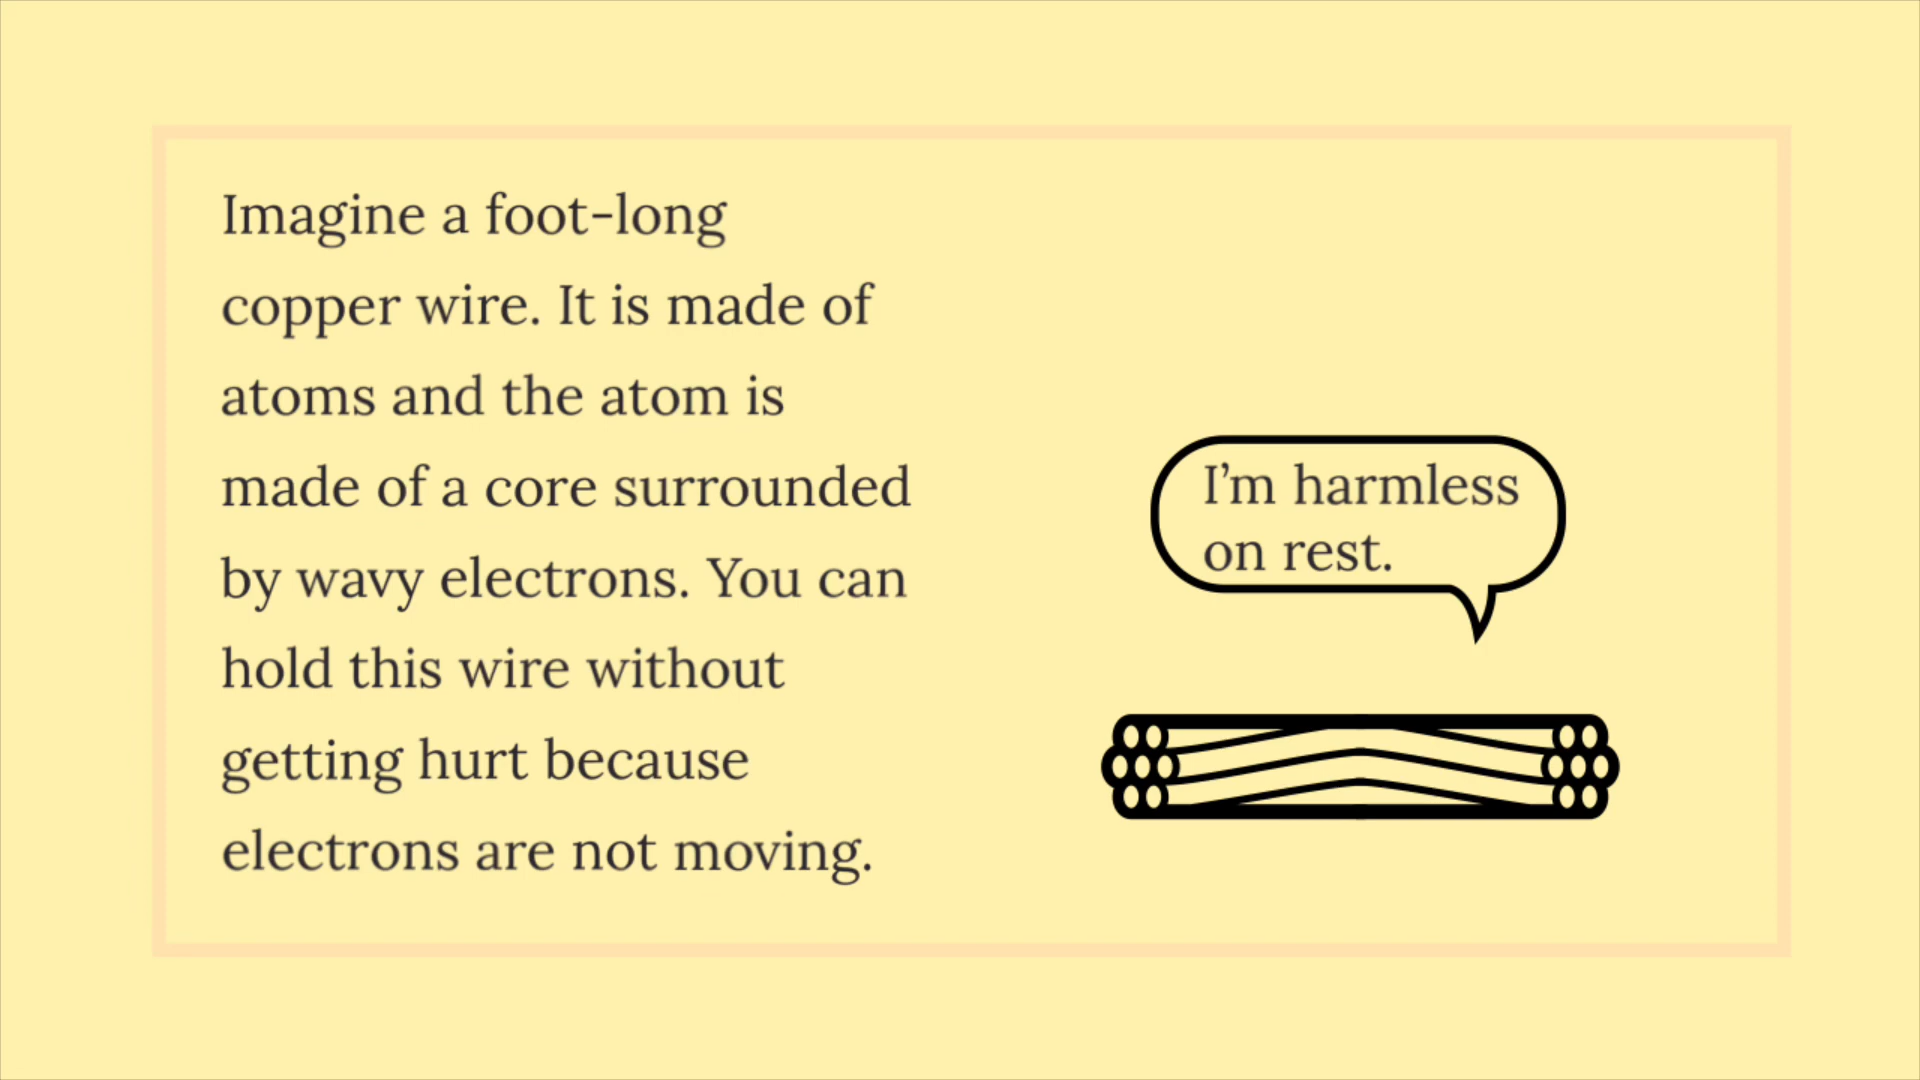 Imagine a foot-long
copper wire. It is made of
atoms and the atom is
made of a core surrounded
by wavy electrons. You can
hold this wire without
getting hurt because
electrons are not moving.
I’m harmless
on rest.